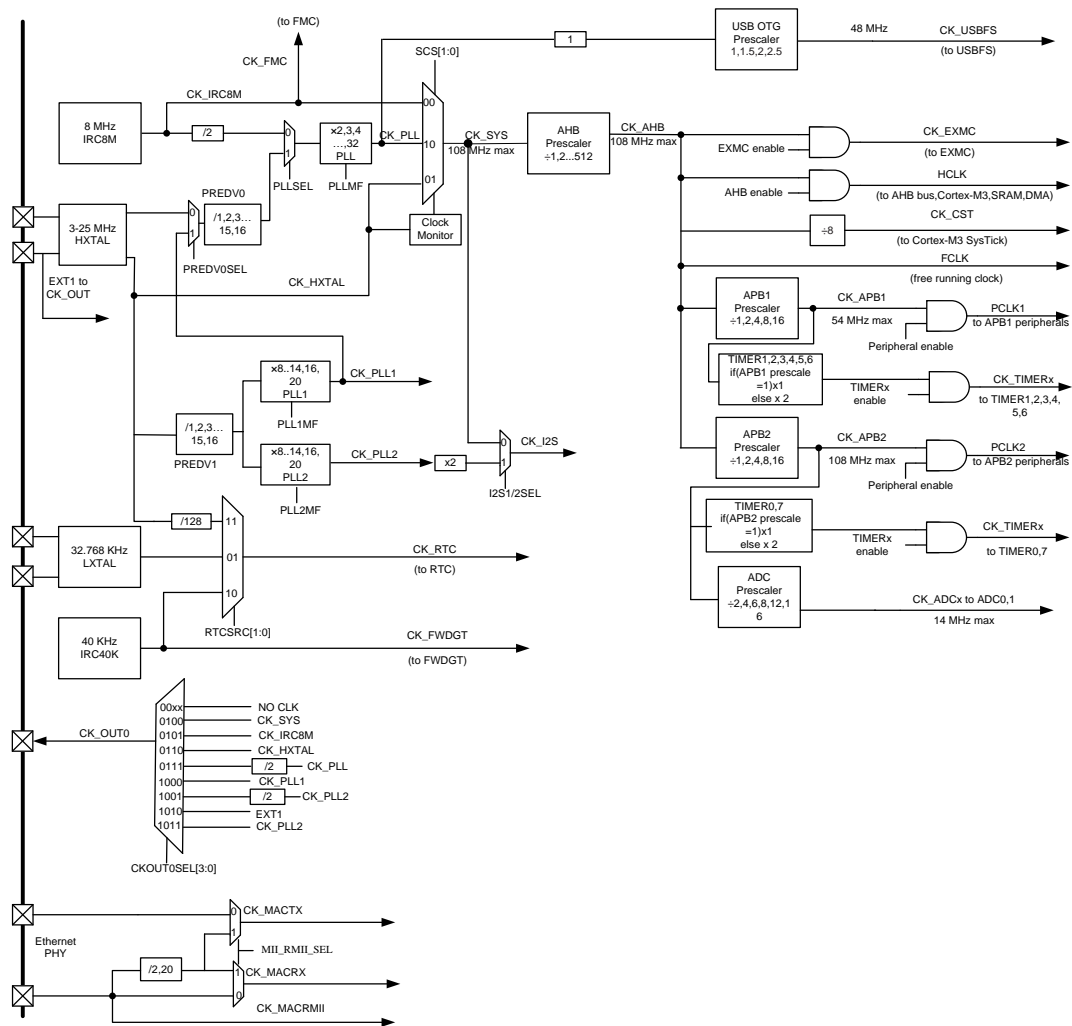 (to FMC)
CK_FMC
SCS[1:0]
1
USB OTG
Prescaler
1,1.5,2,2.5
48 MHz
CK_USBFS
(to USBFS)
8 MHz
IRC8M
CK_IRC8M
/2
0
1
PLLSEL
×2,3,4
…,32
PLL
PLLMF
CK_PLL
00
10
01
CK_SYS
108 MHz max
Clock
Monitor
AHB
Prescaler
÷1,2...512
CK_AHB
108 MHz max
EXMC enable
CK_EXMC
(to EXMC)
AHB enable
HCLK
(to AHB bus,Cortex-M3,SRAM,DMA)
÷8
CK_CST
(to Cortex-M3 SysTick)
FCLK
(free running clock)
3-25 MHz
HXTAL
EXT1 to
CK_OUT
0
1
PREDV0SEL
PREDV0
/1,2,3…
15,16
CK_HXTAL
APB1
Prescaler
÷1,2,4,8,16
CK_APB1
54 MHz max
Peripheral enable
PCLK1
to APB1 peripherals
TIMER1,2,3,4,5,6
if(APB1 prescale
=1)x1
else x 2
TIMERx
enable
CK_TIMERx
to TIMER1,2,3,4,
5,6
/1,2,3…
15,16
PREDV1
×8..14,16,
20
PLL1
PLL1MF
CK_PLL1
×8..14,16,
20
PLL2
PLL2MF
CK_PLL2
x2
0
1
I2S1/2SEL
CK_I2S
APB2
Prescaler
÷1,2,4,8,16
CK_APB2
108 MHz max
Peripheral enable
PCLK2
to APB2 peripherals
TIMER0,7
if(APB2 prescale
=1)x1
else x 2
TIMERx
enable
CK_TIMERx
to TIMER0,7
ADC
Prescaler
÷2,4,6,8,12,1
6
CK_ADCx to ADC0,1
14 MHz max
32.768 KHz
LXTAL
/128
11
01
10
RTCSRC[1:0]
CK_RTC
(to RTC)
40 KHz
IRC40K
CK_FWDGT
(to FWDGT)
CK_OUT0
00xx
NO CLK
0100
CK_SYS
0101
CK_IRC8M
0110
CK_HXTAL
0111
/2
CK_PLL
1000
CK_PLL1
1001
/2
CK_PLL2
1010
EXT1
1011
CK_PLL2
CKOUT0SEL[3:0]
Ethernet
PHY
0
1
CK_MACTX
MII_RMII_SEL
/2,20
1
0
CK_MACRX
CK_MACRMII